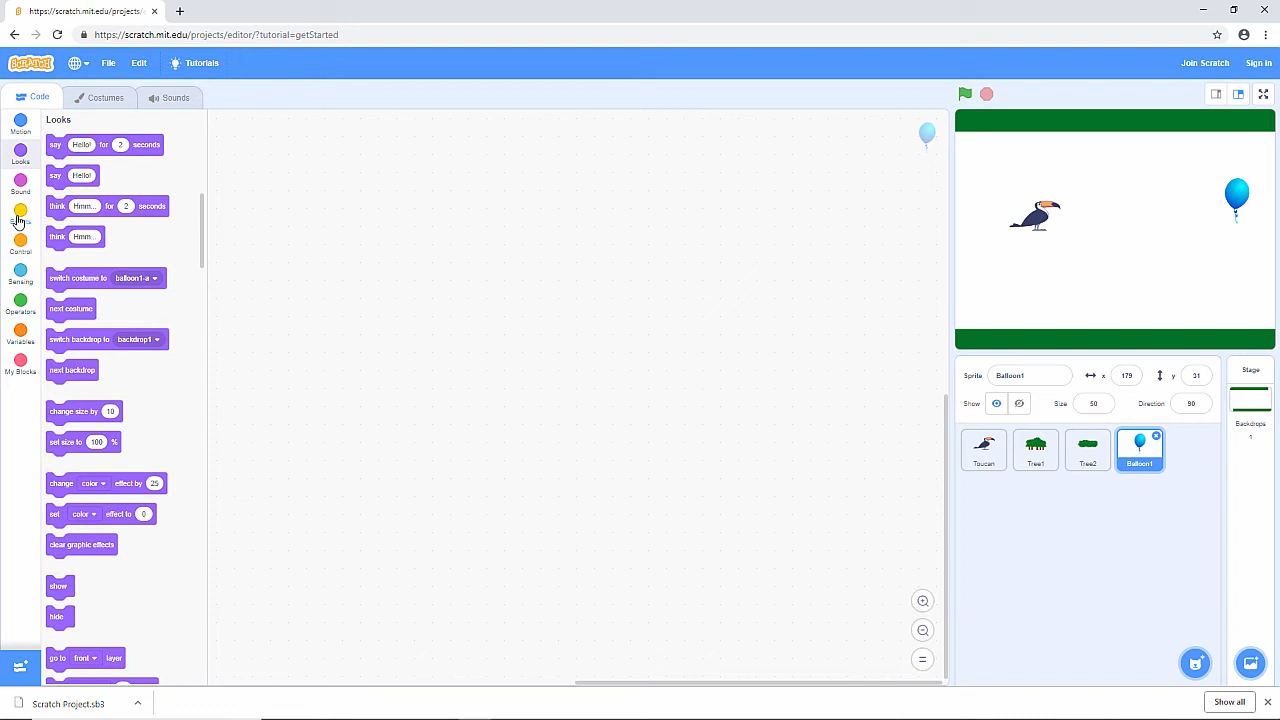 https://scratch.mit.edu/projects/
https://scratch.mit.edu/projects/editor/?tutorial=getStarted
SCRATCH File Edit Tutorials Join Scratch Sign in
Code Costumes Sounds
Motion
Looks
Sound
Control
Sensing
Operators
Variables
My Blocks
Looks
say Hello! for 2 seconds
say Hello!
think Hmm... for 2 seconds
think Hmm...
switch costume to balloon1-a
next costume
switch backdrop to backdrop1
next backdrop
change size by 10
set size to 100 %
change color effect by 25
set color effect to 0
clear graphic effects
show
hide
go to front layer
Sprite Balloon1 x 179 y 31
Show Size 50 Direction 90
Toucan Tree1 Tree2 Balloon1
Stage
Backdrops
1
Scratch Project.sb3
Show all